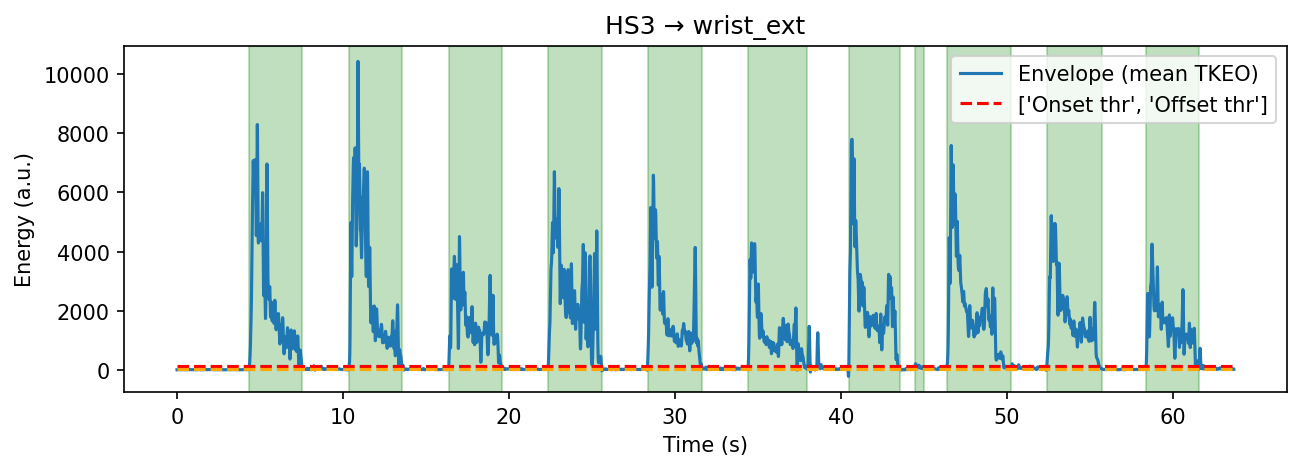 HS3 → wrist_ext
Energy (a.u.)
10000
8000
6000
4000
2000
0
Envelope (mean TKEO)
['Onset thr', 'Offset thr']
0 10 20 30 40 50 60
Time (s)